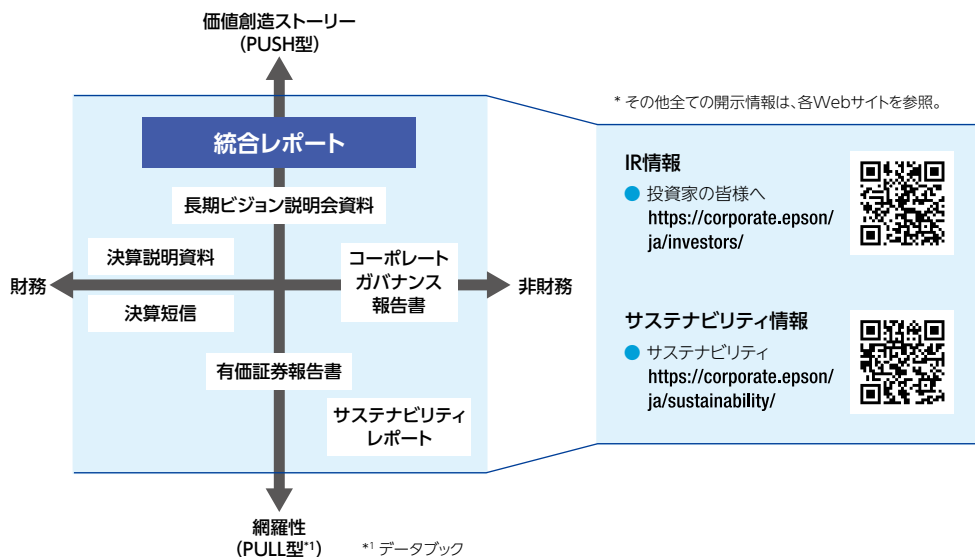 価値創造ストーリー
(PUSH型)
* その他全ての開示情報は、各Webサイトを参照。
統合レポート
長期ビジョン説明会資料
決算説明資料
コーポレート
ガバナンス
報告書
財務
非財務
決算短信
有価証券報告書
サステナビリティ
レポート
網羅性
(PULL型*1)
*1 データブック
IR情報
● 投資家の皆様へ
https://corporate.epson/
ja/investors/
サステナビリティ情報
● サステナビリティ
https://corporate.epson/
ja/sustainability/